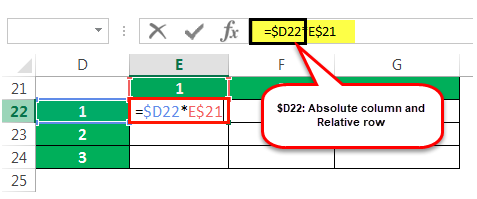 fx =$D22*E$21
D E F G
21 1
22 1 =$D22*E$21
$D22: Absolute column and
Relative row
23 2
24 3
25